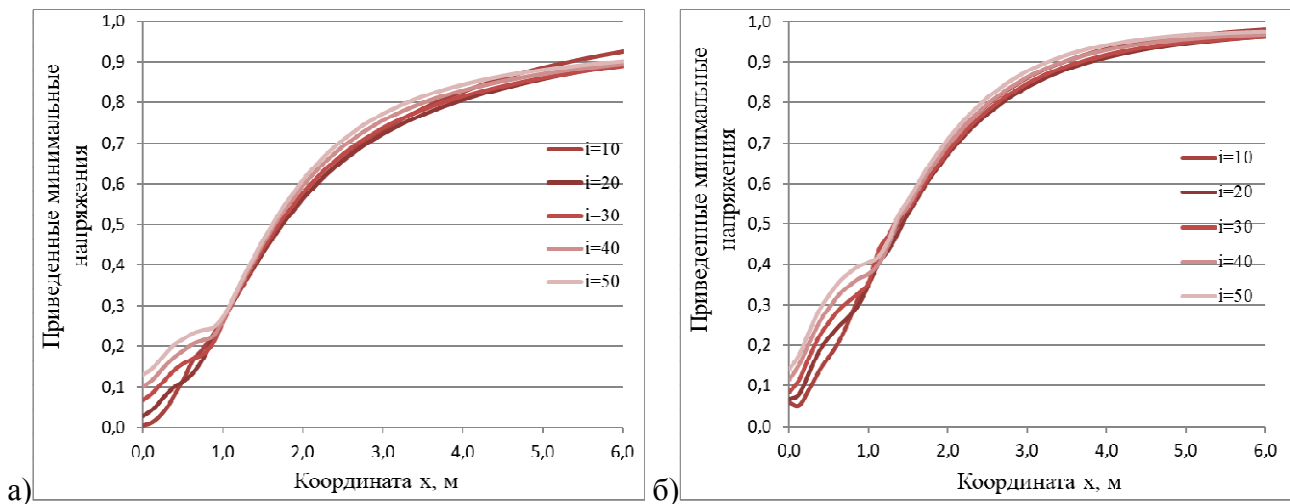 Приведенные минимальные
напряжения
1,0
0,9
0,8
0,7
0,6
0,5
0,4
0,3
0,2
0,1
0,0
0,0 1,0 2,0 3,0 4,0 5,0 6,0
Координата х, м
i=10
i=20
i=30
i=40
i=50
а)
Приведенные минимальные
напряжения
1,0
0,9
0,8
0,7
0,6
0,5
0,4
0,3
0,2
0,1
0,0
0,0 1,0 2,0 3,0 4,0 5,0 6,0
Координата х, м
i=10
i=20
i=30
i=40
i=50
б)